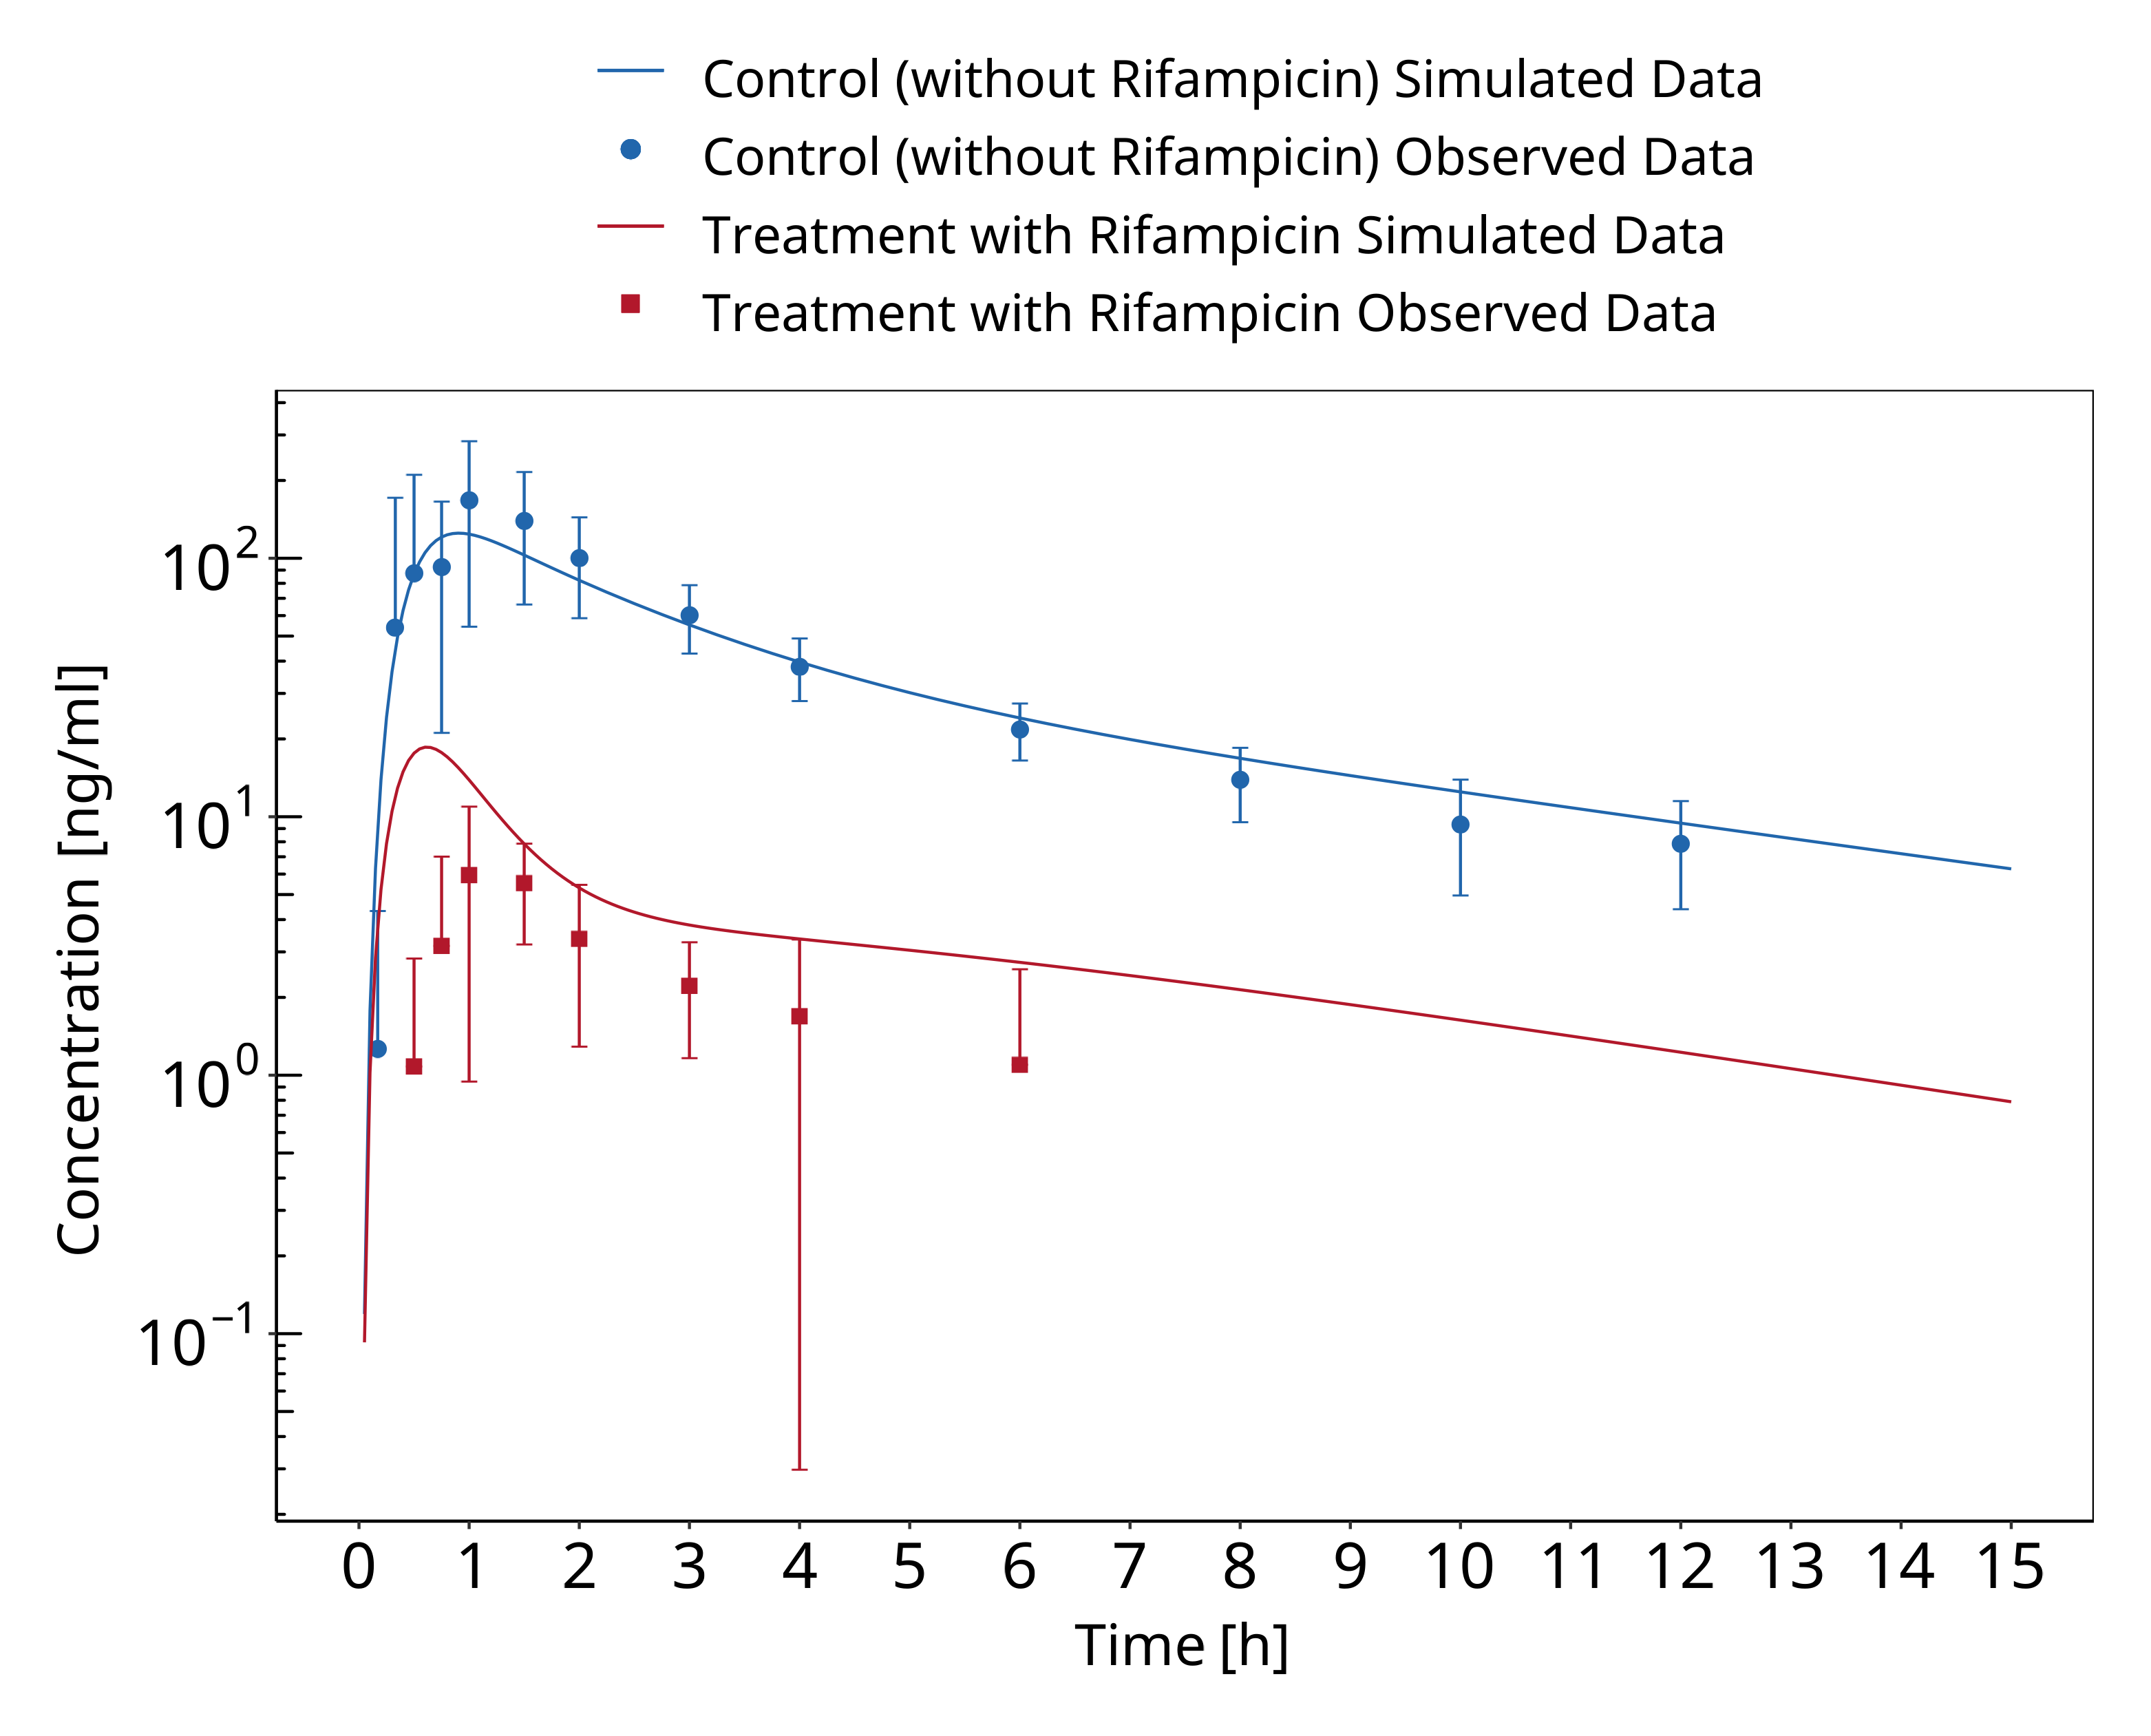 Control (without Rifampicin) Simulated Data
Control (without Rifampicin) Observed Data
Treatment with Rifampicin Simulated Data
Treatment with Rifampicin Observed Data
Concentration [ng/ml]
10²
10¹
10⁰
10⁻¹
0 1 2 3 4 5 6 7 8 9 10 11 12 13 14 15
Time [h]